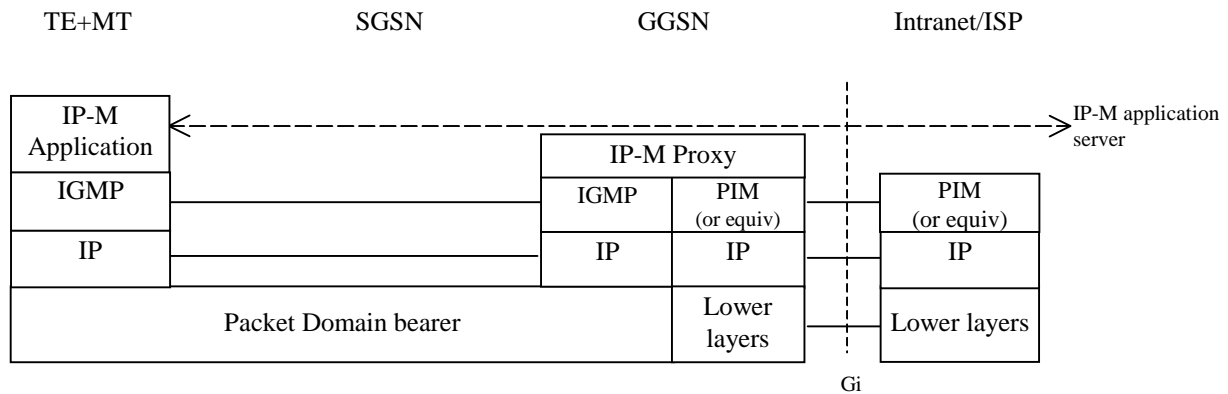 TE+MT SGSN GGSN Intranet/ISP
IP-M
Application
IP-M application
server
IP-M Proxy
IGMP IGMP PIM
(or equiv)
PIM
(or equiv)
IP IP IP IP
Packet Domain bearer
Lower
layers
Lower layers
Gi